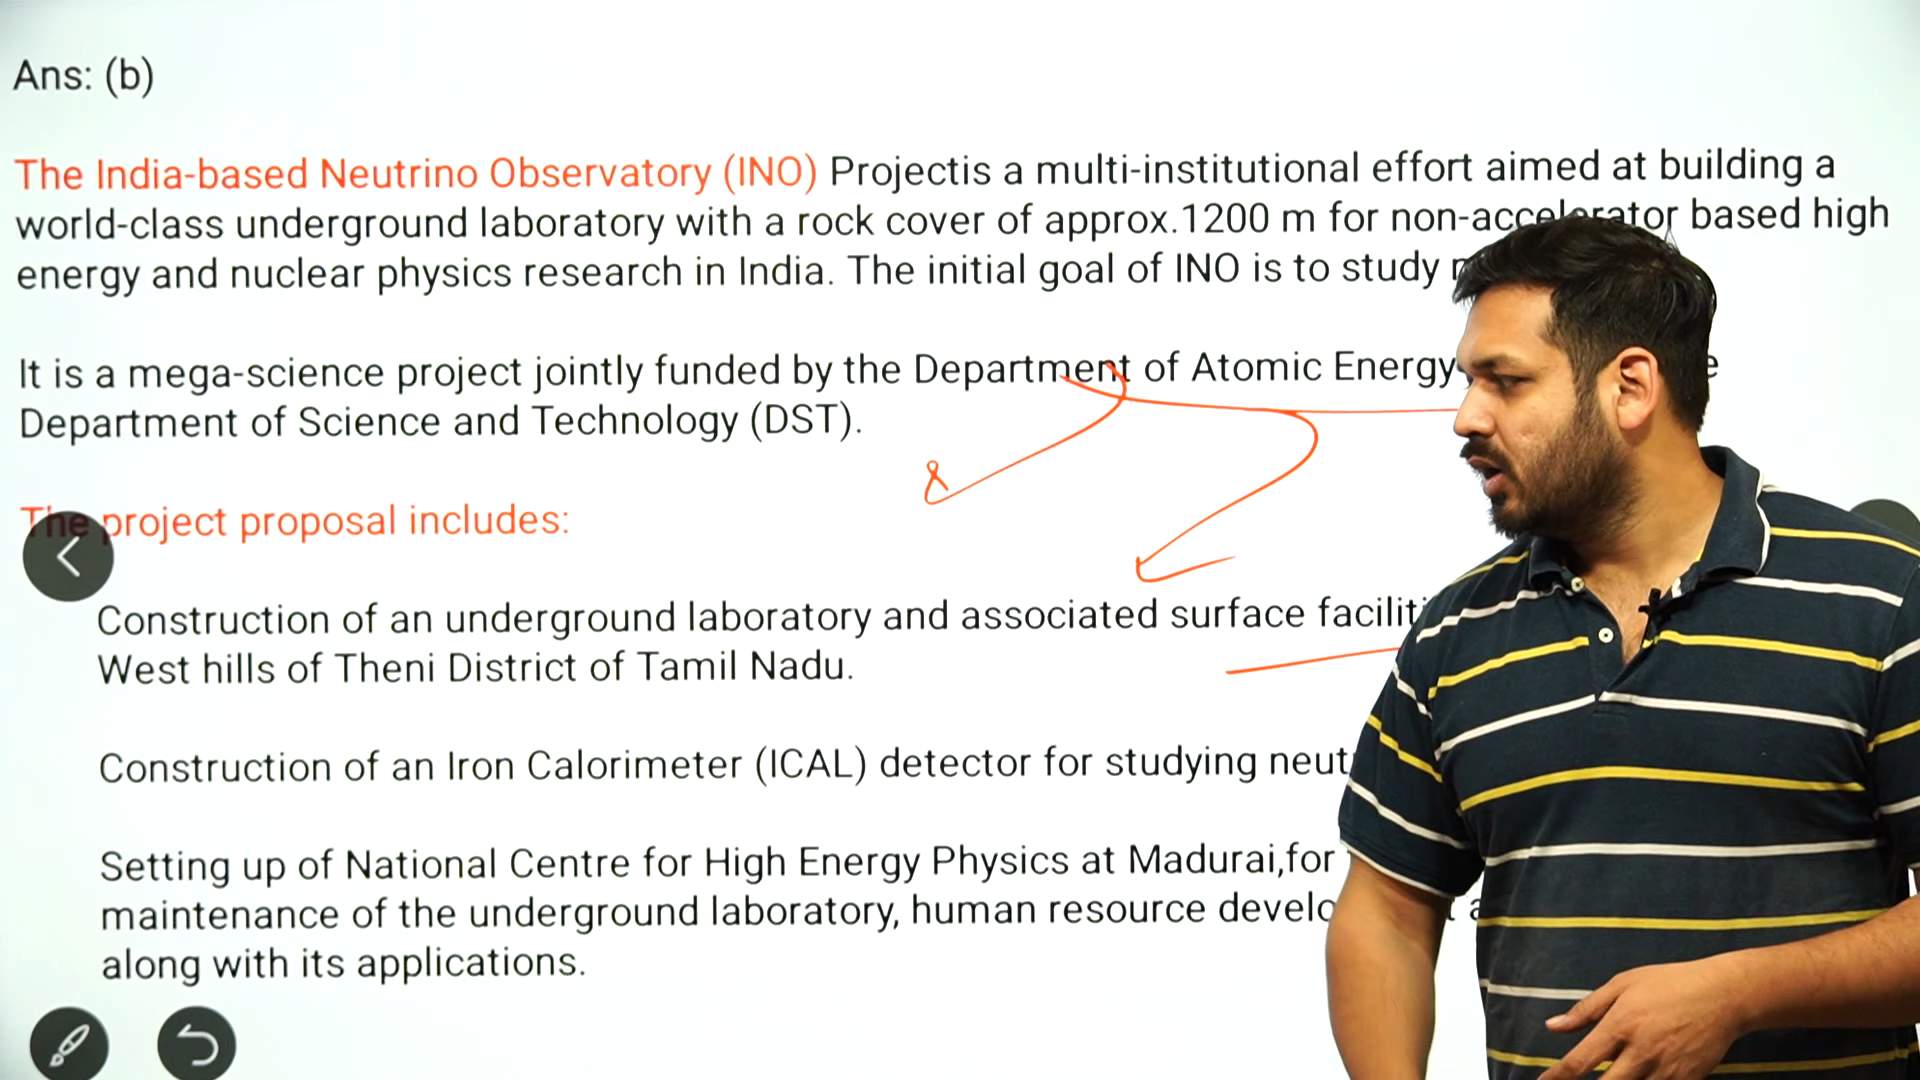 Ans: (b)
The India-based Neutrino Observatory (INO) Projectis a multi-institutional effort aimed at building a
world-class underground laboratory with a rock cover of approx.1200 m for non-accelerator based high
energy and nuclear physics research in India. The initial goal of INO is to study
It is a mega-science project jointly funded by the Department of Atomic Energy
Department of Science and Technology (DST).
The project proposal includes:
Construction of an underground laboratory and associated surface
West hills of Theni District of Tamil Nadu.
Construction of an Iron Calorimeter (ICAL) detector for studying
Setting up of National Centre for High Energy Physics at Madurai,for
maintenance of the underground laboratory, human resource
along with its applications.